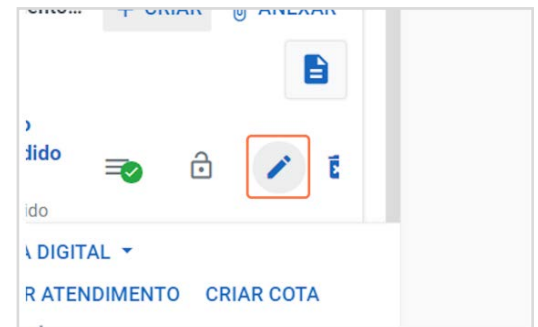 + CRIAR ANEXAR
dido
ido
DIGITAL
ATENDIMENTO CRIAR COTA